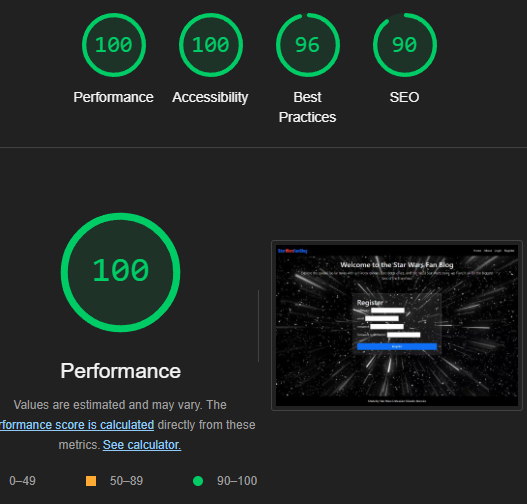 100
100
96
90
Performance
Accessibility
Best
Practices
SEO
100
Performance
Values are estimated and may vary. The
rformance score is calculated directly from these
metrics. See calculator.
0–49
50–89
90–100
Welcome to the Star Wars Fan Blog
Register